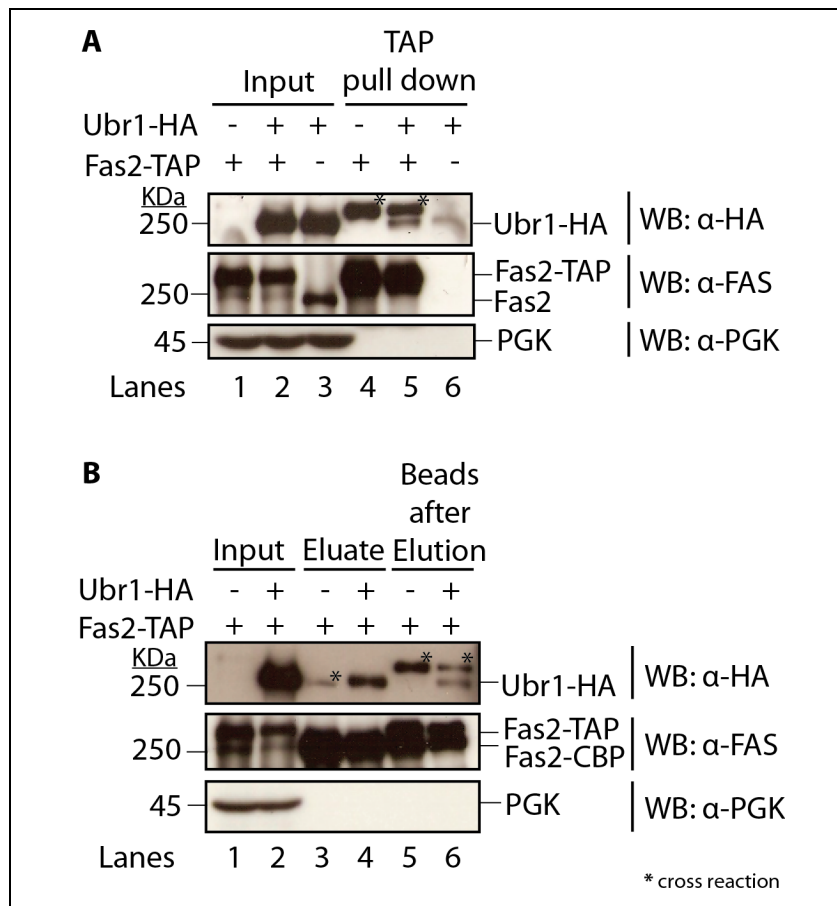 A
TAP
Input pull down
Ubr1-HA - + + - + +
Fas2-TAP + + - + + -
KDa
* *
250 Ubr1-HA WB: α-HA
Fas2-TAP
250 Fas2 WB: α-FAS
45 PGK WB: α-PGK
Lanes 1 2 3 4 5 6
B
Beads
after
Input Eluate Elution
Ubr1-HA - + - + - +
Fas2-TAP + + + + + +
KDa
* * *
250 Ubr1-HA WB: α-HA
Fas2-TAP
250 Fas2-CBP WB: α-FAS
45 PGK WB: α-PGK
Lanes 1 2 3 4 5 6
* cross reaction